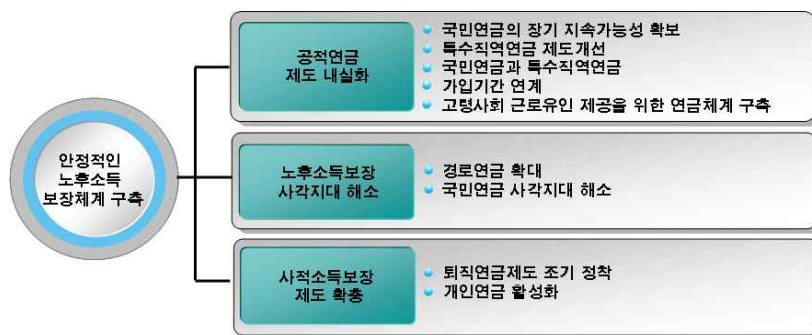 안정적인
노후소득
보장체계 구축
공적연금
제도 내실화
국민연금의 장기 지속가능성 확보
특수직역연금 제도개선
국민연금과 특수직역연금
가입기간 연계
고령사회 근로유인 제공을 위한 연금체계 구축
노후소득보장
사각지대 해소
경로연금 확대
국민연금 사각지대 해소
사적소득보장
제도 확충
퇴직연금제도 조기 정착
개인연금 활성화